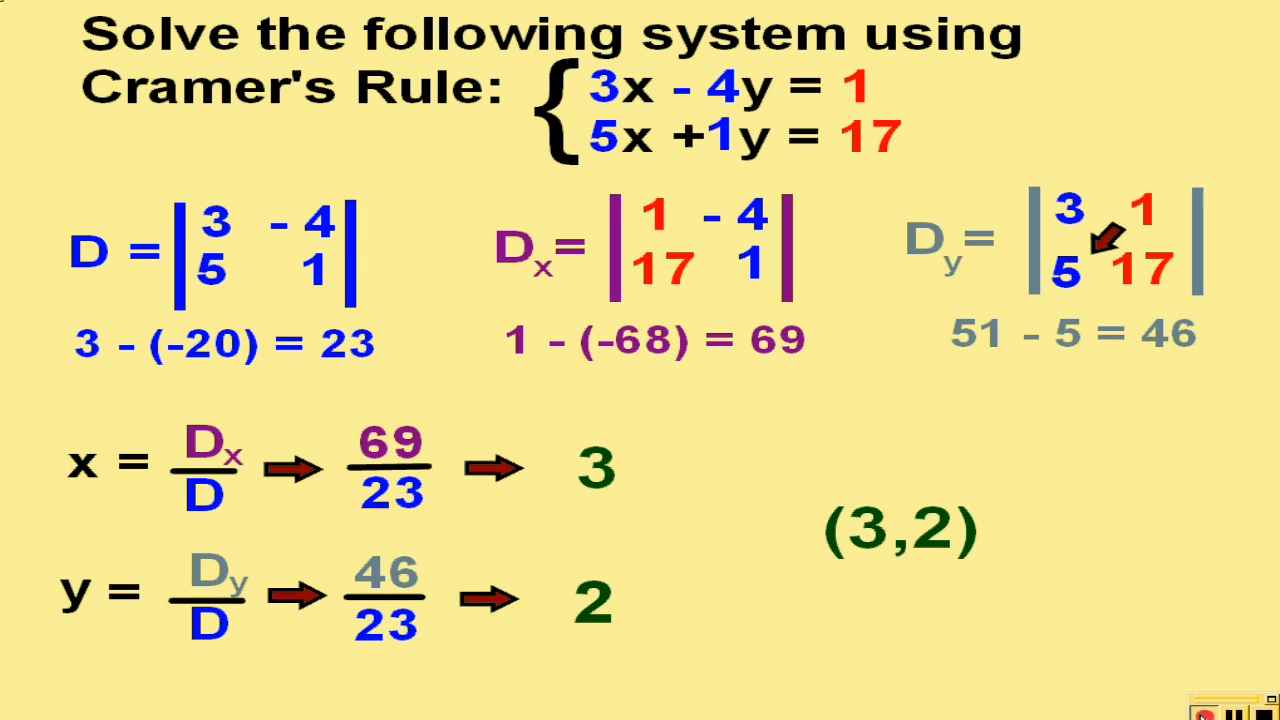 Solve the following system using
Cramer's Rule: { 3x - 4y = 1
5x +1y = 17
D = | 3 - 4 |
| 5 1 |
3 - (-20) = 23
Dx = | 1 - 4 |
| 17 1 |
1 - (-68) = 69
Dy = | 3 1 |
| 5 17 |
51 - 5 = 46
x = Dx/D → 69/23 → 3
y = Dy/D → 46/23 → 2
(3,2)